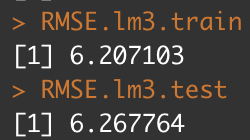 > RMSE.lm3.train
[1] 6.207103
> RMSE.lm3.test
[1] 6.267764